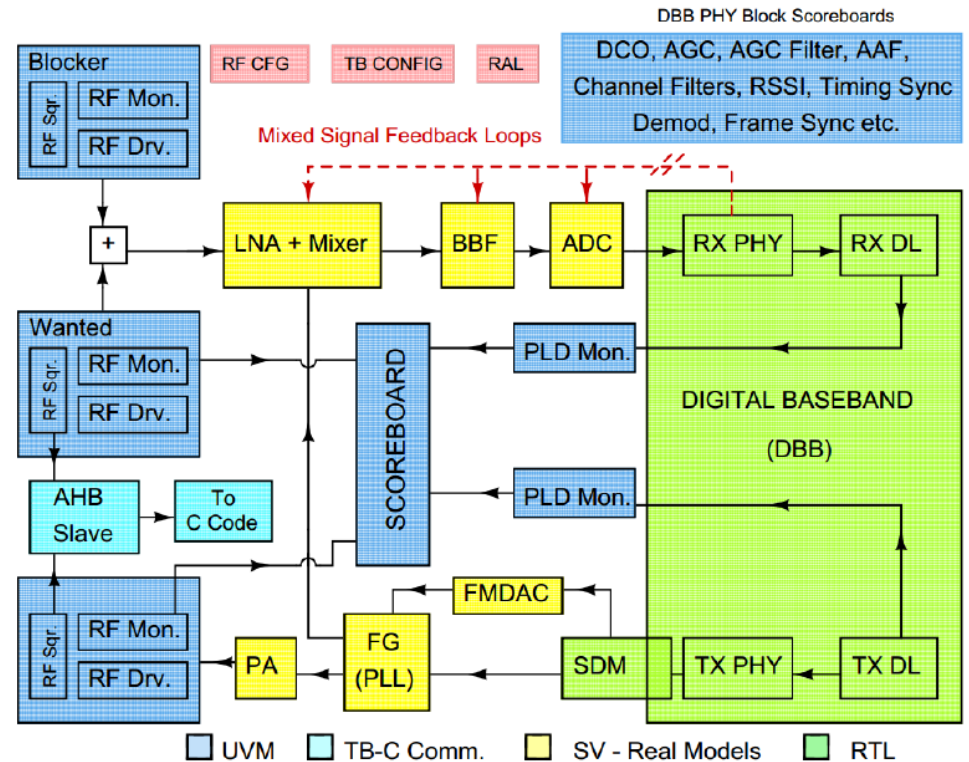 DBB PHY Block Scoreboards
DCO, AGC, AGC Filter, AAF,
Channel Filters, RSSI, Timing Sync
Demod, Frame Sync etc.
Blocker
RF Sqr.
RF Mon.
RF Drv.
RF CFG
TB CONFIG
RAL
Mixed Signal Feedback Loops
+
LNA + Mixer
BBF
ADC
RX PHY
RX DL
Wanted
RF Sqr.
RF Mon.
RF Drv.
SCOREBOARD
PLD Mon.
DIGITAL BASEBAND
(DBB)
PLD Mon.
AHB
Slave
To
C Code
RF Sqr.
RF Mon.
RF Drv.
PA
FG
(PLL)
FMDAC
SDM
TX PHY
TX DL
UVM
TB-C Comm.
SV - Real Models
RTL